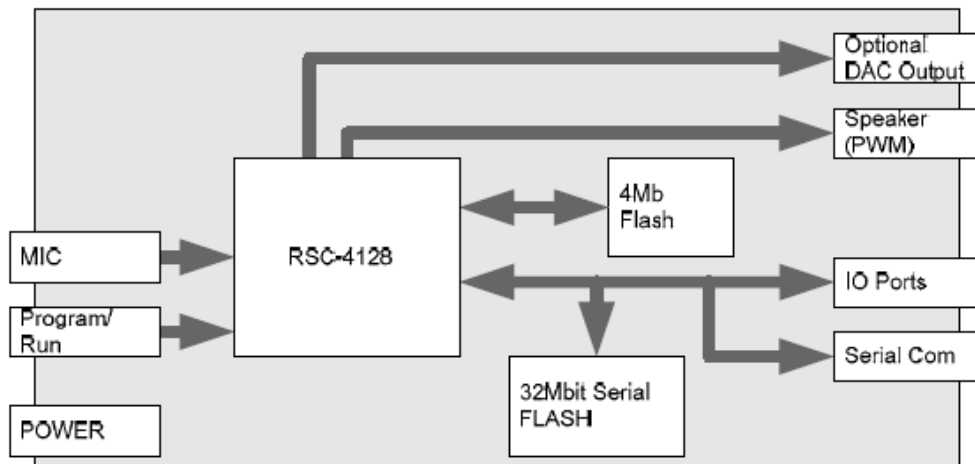 Optional
DAC Output
Speaker
(PWM)
4Mb
Flash
MIC
RSC-4128
IO Ports
Program/
Run
Serial Com
32Mbit Serial
FLASH
POWER